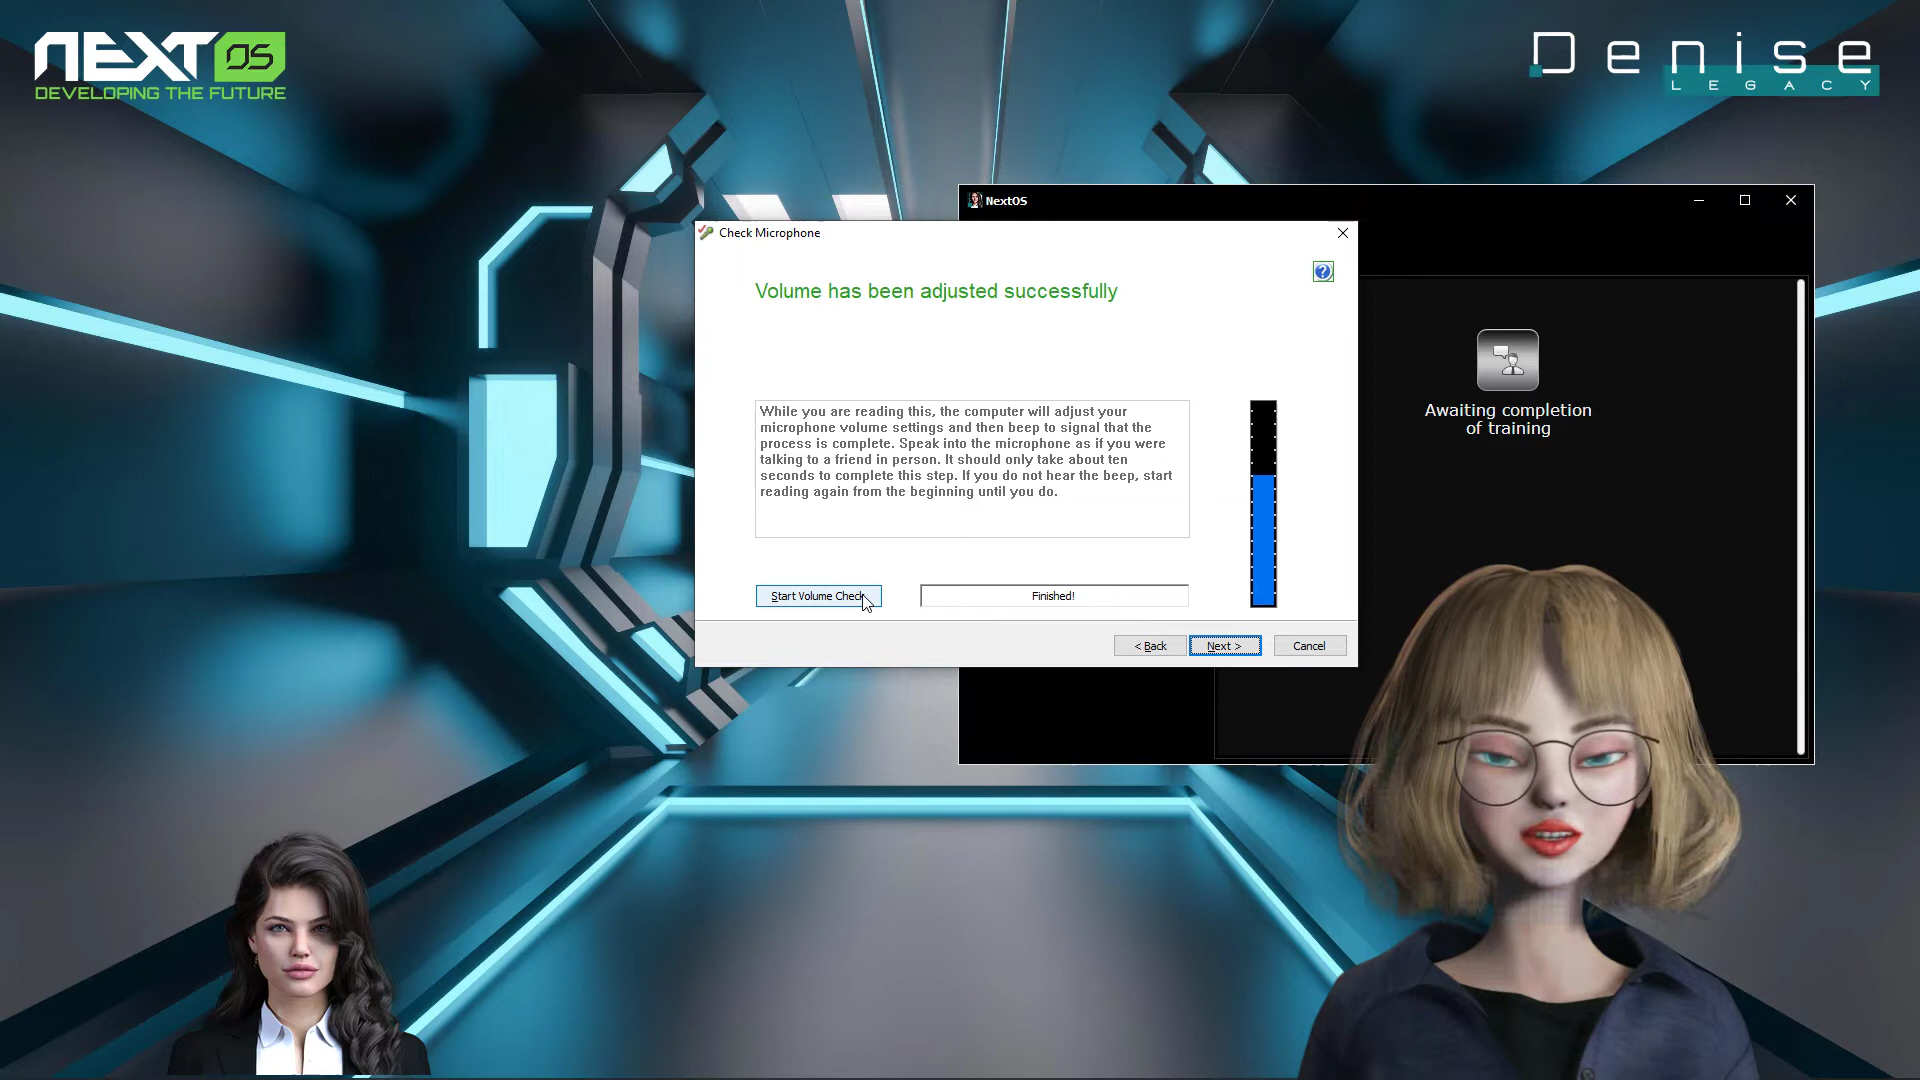 NEXT OS
DEVELOPING THE FUTURE
Denise
LEGACY
NextOS
Check Microphone
Volume has been adjusted successfully
While you are reading this, the computer will adjust your
microphone volume settings and then beep to signal that the
process is complete. Speak into the microphone as if you were
talking to a friend in person. It should only take about ten
seconds to complete this step. If you do not hear the beep, start
reading again from the beginning until you do.
Start Volume Check
Finished!
< Back
Next >
Cancel
Awaiting completion
of training